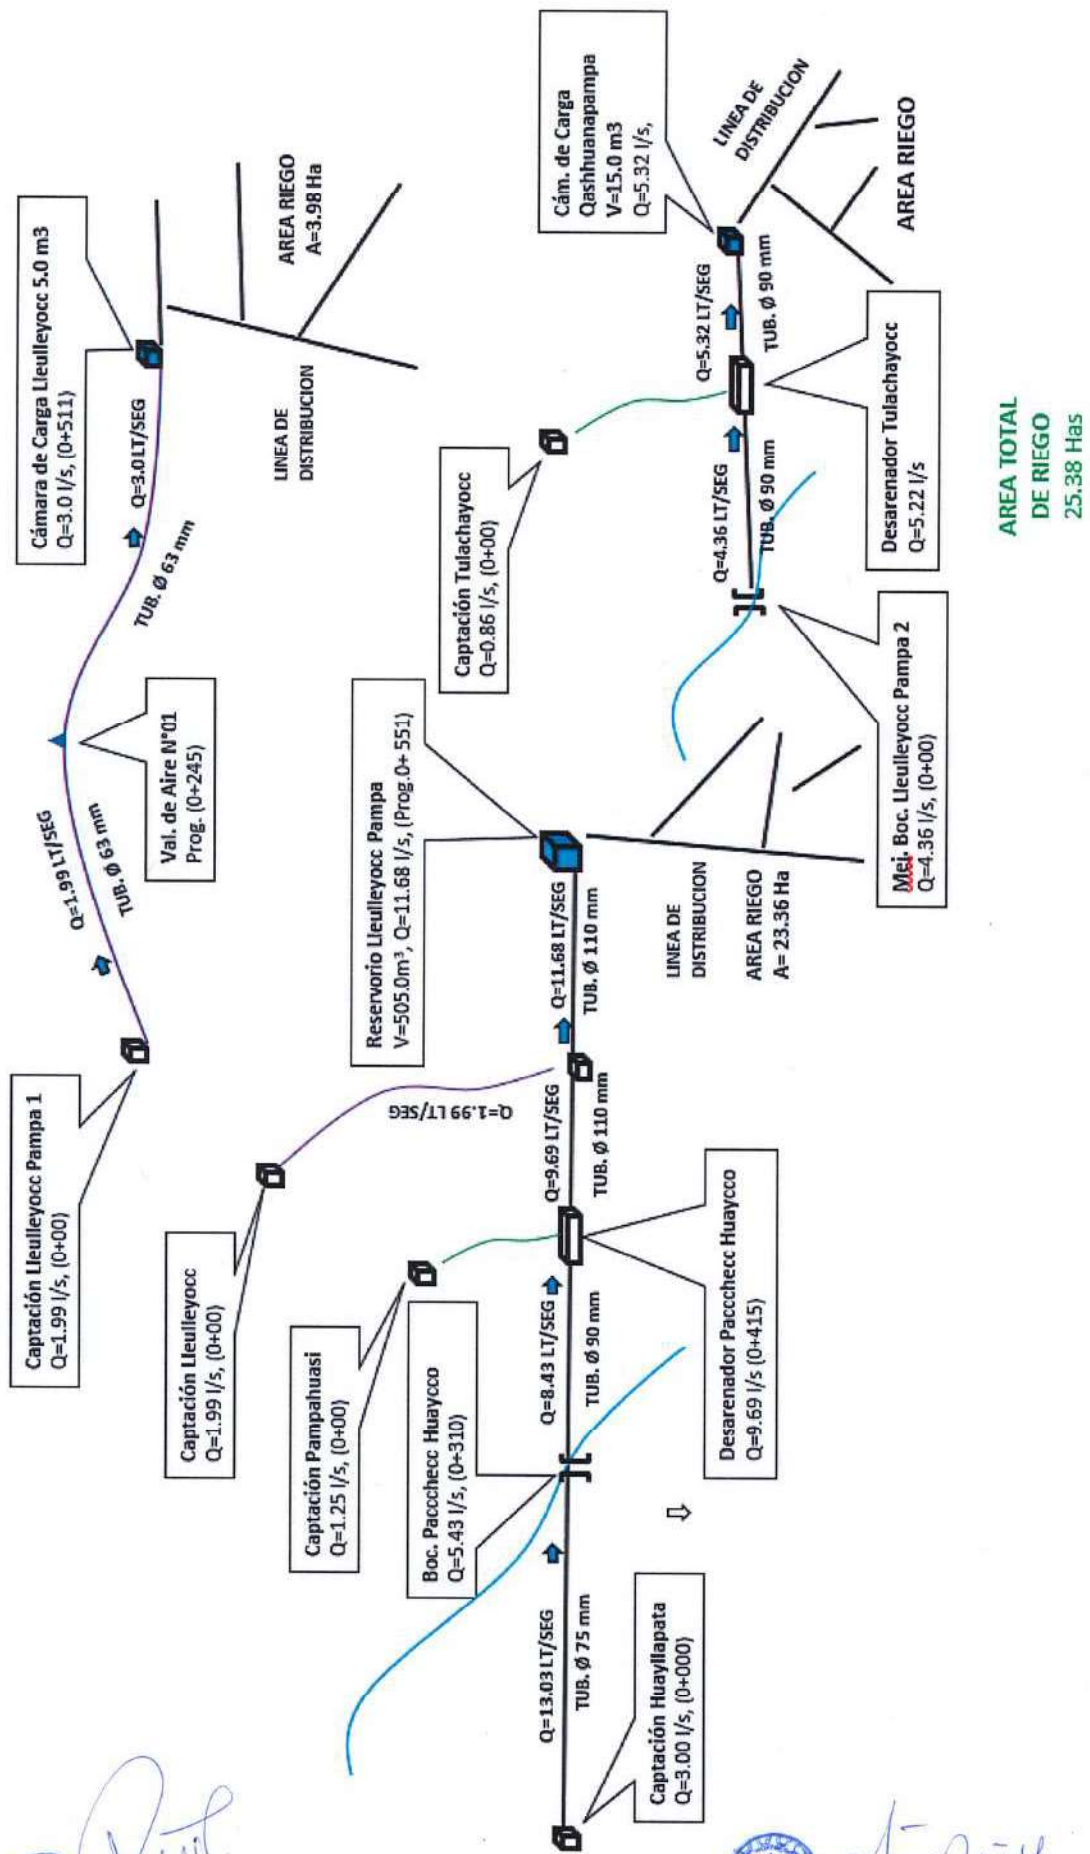 Captación Lleulleyocc Pampa 1
Q=1.99 l/s, (0+00)
Q=1.99 LT/SEG
TUB. Ø 63 mm
Val. de Aire N°01
Prog. (0+245)
TUB. Ø 63 mm
Q=3.0 LT/SEG
Cámara de Carga Lleulleyocc 5.0 m3
Q=3.0 l/s, (0+511)
LINEA DE
DISTRIBUCION
AREA RIEGO
A=3.98 Ha
Captación Lleulleyocc
Q=1.99 l/s, (0+00)
Q=1.99 LT/SEG
Captación Pampahuasi
Q=1.25 l/s, (0+00)
Boc. Paccchecc Huaycco
Q=5.43 l/s, (0+310)
Captación Huayllapata
Q=3.00 l/s, (0+000)
Q=13.03 LT/SEG
TUB. Ø 75 mm
Q=8.43 LT/SEG
TUB. Ø 90 mm
Desarenador Paccchecc Huaycco
Q=9.69 l/s (0+415)
Q=9.69 LT/SEG
TUB. Ø 110 mm
Q=11.68 LT/SEG
TUB. Ø 110 mm
Reservorio Lleulleyocc Pampa
V=505.0m³, Q=11.68 l/s, (Prog.0+ 551)
LINEA DE
DISTRIBUCION
AREA RIEGO
A= 23.36 Ha
Captación Tulachayocc
Q=0.86 l/s, (0+00)
Mej. Boc. Lleulleyocc Pampa 2
Q=4.36 l/s, (0+00)
Q=4.36 LT/SEG
TUB. Ø 90 mm
Desarenador Tulachayocc
Q=5.22 l/s
Q=5.32 LT/SEG
TUB. Ø 90 mm
Cám. de Carga
Qashhuanapampa
V=15.0 m3
Q=5.32 l/s,
LINEA DE
DISTRIBUCION
AREA RIEGO
AREA TOTAL
DE RIEGO
25.38 Has